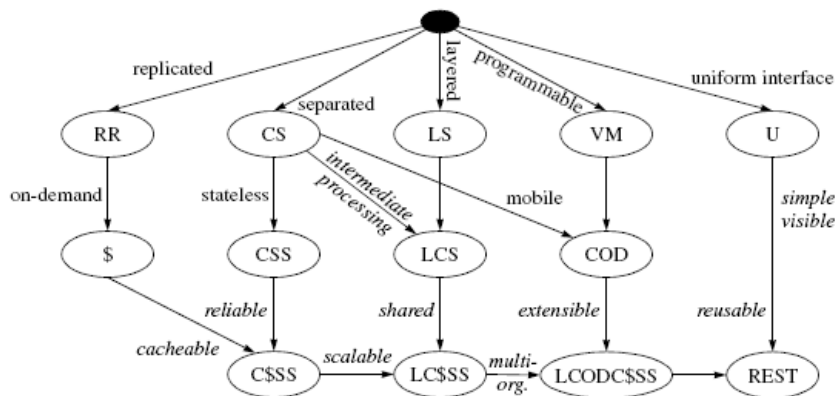 replicated
separated
layered
programmable
uniform interface
RR
CS
LS
VM
U
on-demand
stateless
intermediate
processing
mobile
simple
visible
$
CSS
LCS
COD
cacheable
reliable
shared
extensible
reusable
scalable
multi-
org.
C$SS
LC$SS
LCODC$SS
REST